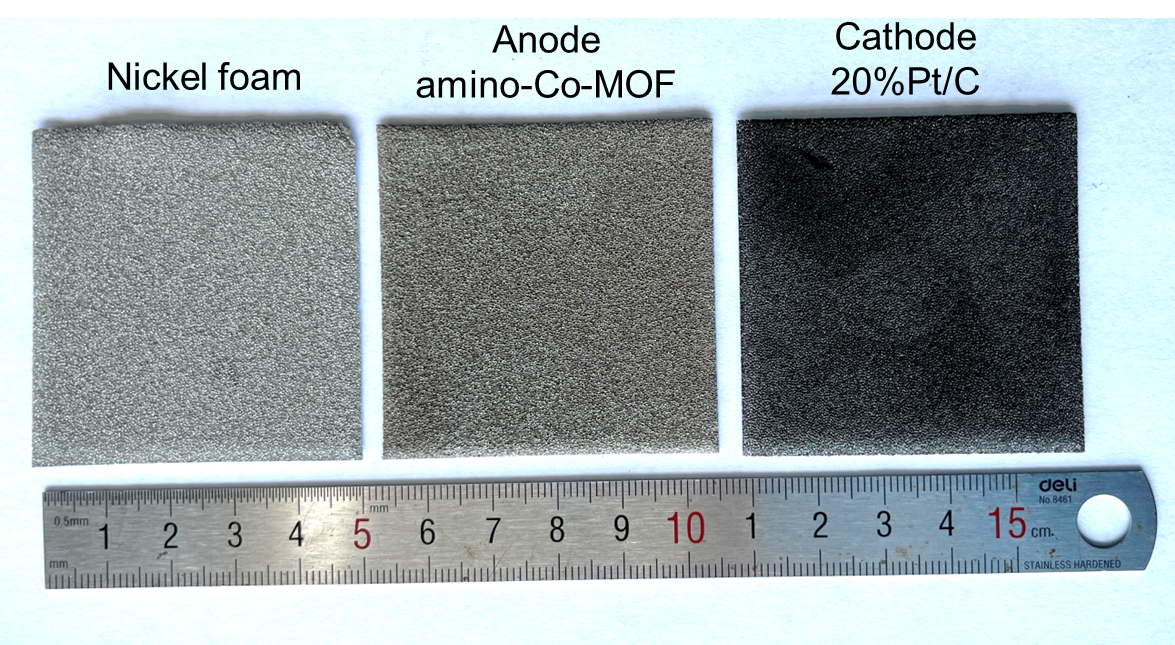 Nickel foam
Anode
amino-Co-MOF
Cathode
20%Pt/C
deli
No.8461
0.5mm
mm
1 2 3 4 5 6 7 8 9 10 1 2 3 4 15 cm.
mm
STAINLESS HARDENED